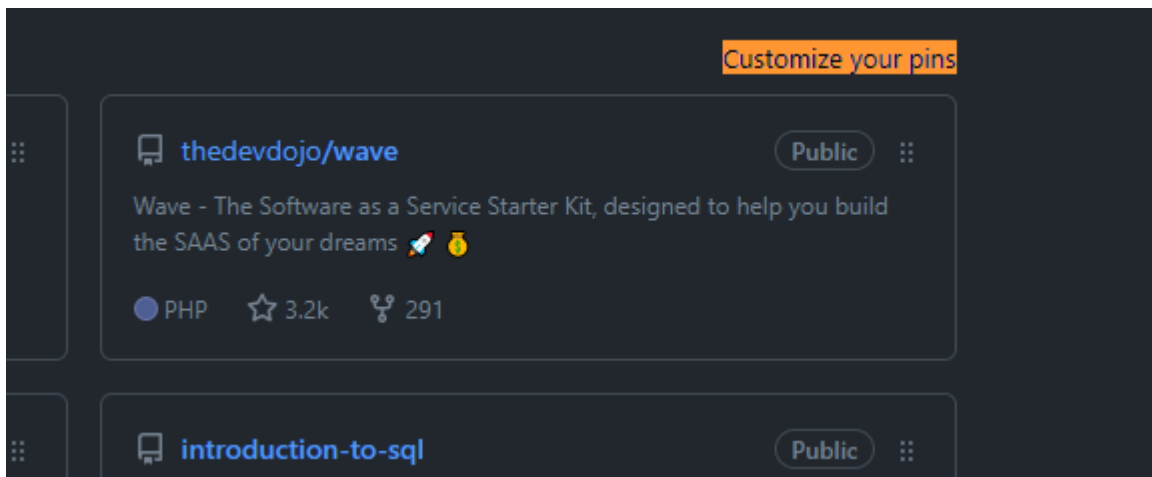 Customize your pins
thedevdojo/wave
Public
Wave - The Software as a Service Starter Kit, designed to help you build
the SAAS of your dreams 🚀 💰
PHP 3.2k 291
introduction-to-sql
Public